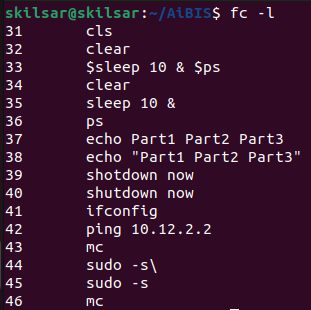 skilsar@skilsar:~/AiBIS$ fc -l
31 cls
32 clear
33 $sleep 10 & $ps
34 clear
35 sleep 10 &
36 ps
37 echo Part1 Part2 Part3
38 echo "Part1 Part2 Part3"
39 shotdown now
40 shutdown now
41 ifconfig
42 ping 10.12.2.2
43 mc
44 sudo -s\
45 sudo -s
46 mc